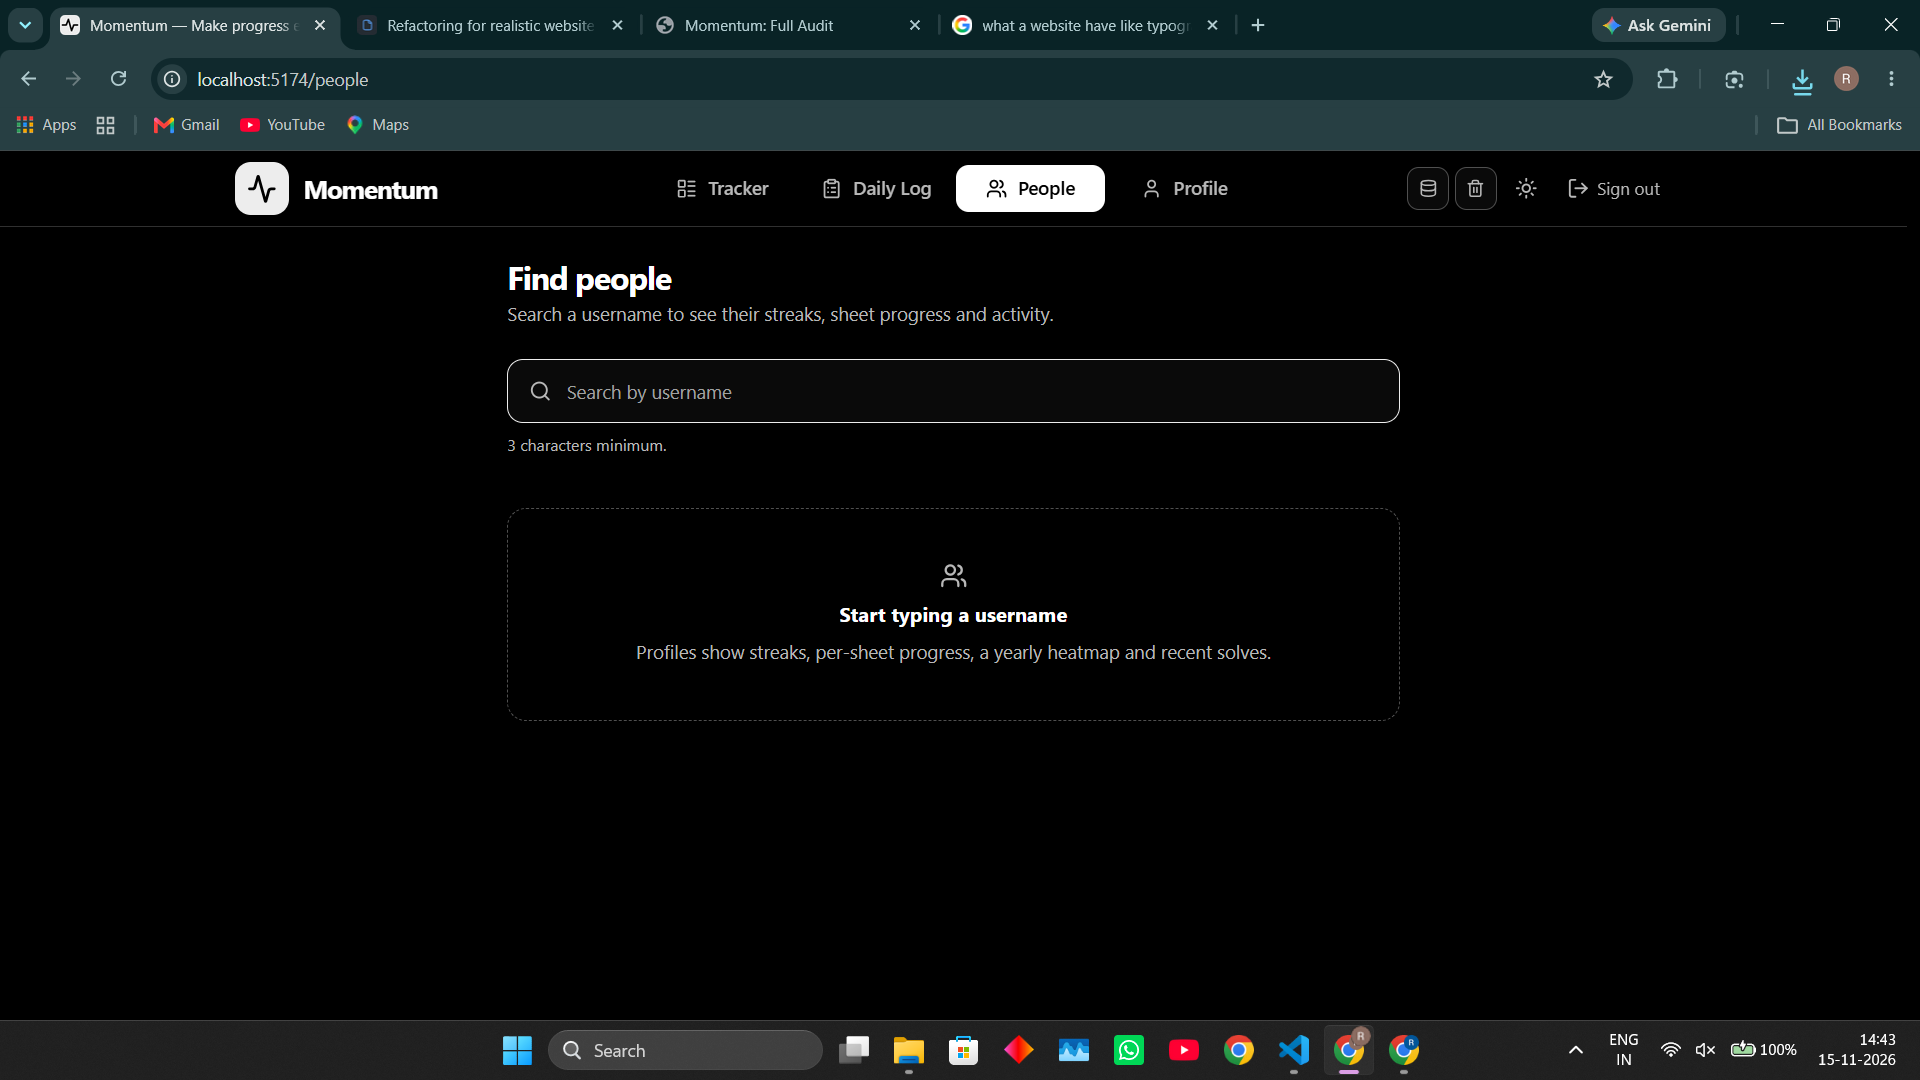 Momentum — Make progress e
Refactoring for realistic website
Momentum: Full Audit
what a website have like typogr
Ask Gemini
localhost:5174/people
R
Apps
Gmail
YouTube
Maps
All Bookmarks
Momentum
Tracker
Daily Log
People
Profile
Sign out
Find people
Search a username to see their streaks, sheet progress and activity.
Search by username
3 characters minimum.
Start typing a username
Profiles show streaks, per-sheet progress, a yearly heatmap and recent solves.
Search
R
R
ENG
IN
100%
14:43
15-11-2026